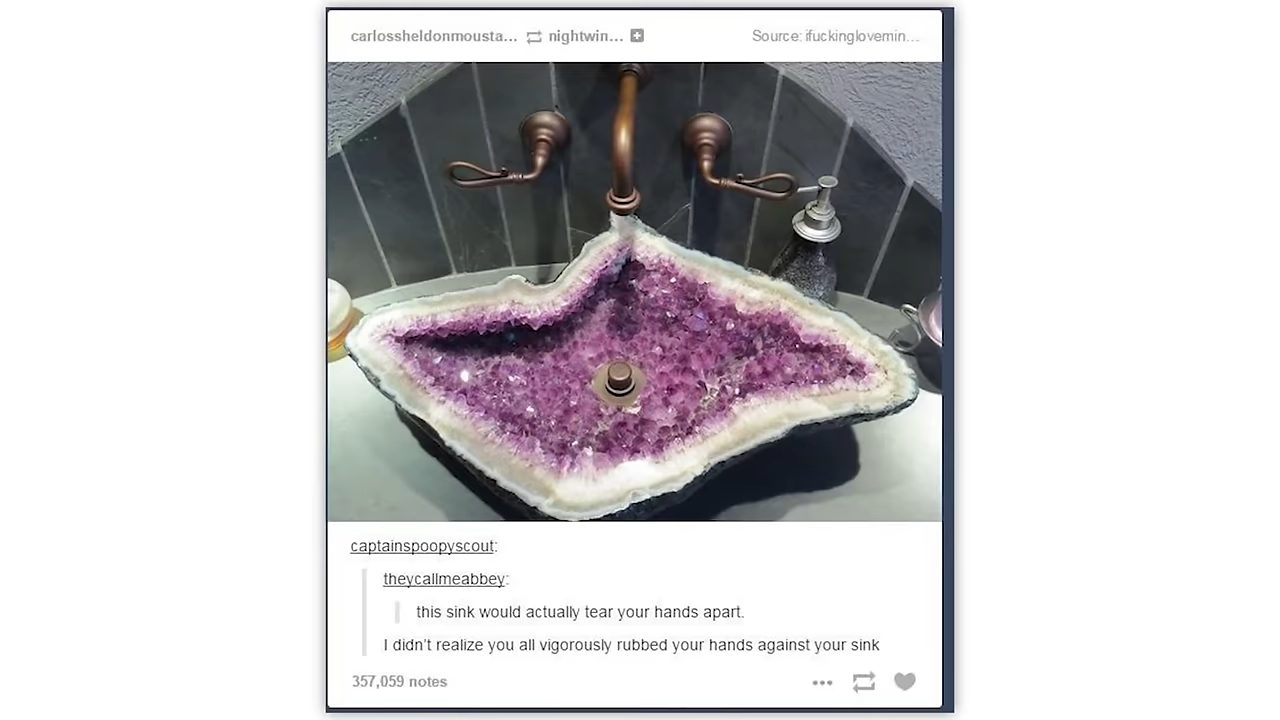 carlossheldonmousta... nightwin... Source: ifuckinglovemin...
captainspoopyscout:
theycallmeabbey:
this sink would actually tear your hands apart.
I didn't realize you all vigorously rubbed your hands against your sink
357,059 notes